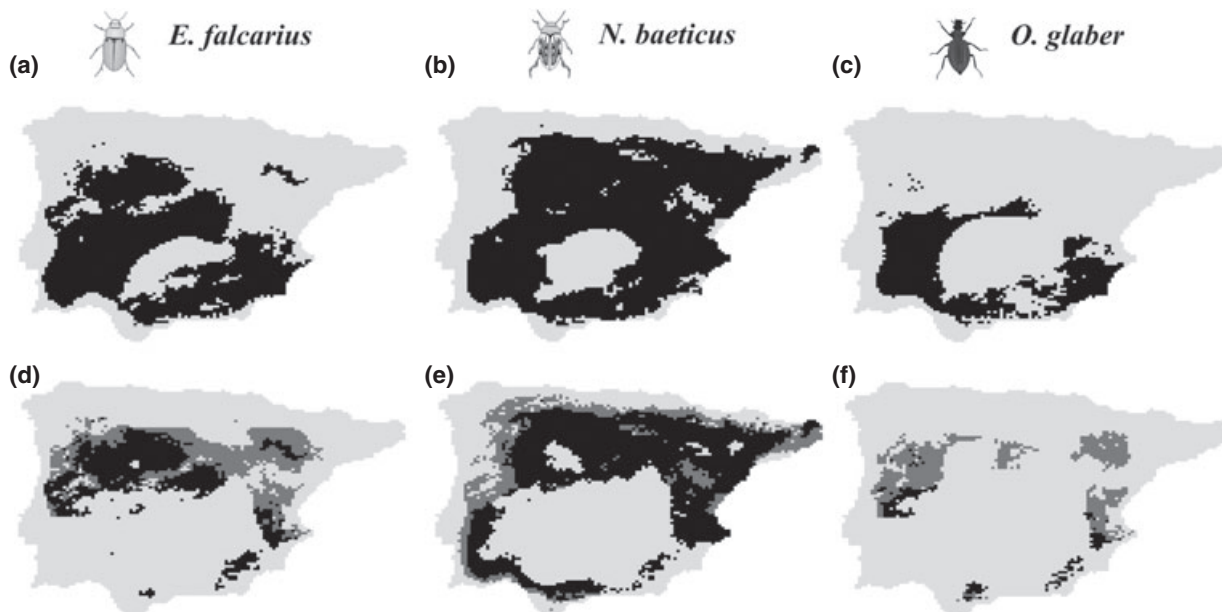 E. falcarius
N. baeticus
O. glaber
(a)
(b)
(c)
(d)
(e)
(f)